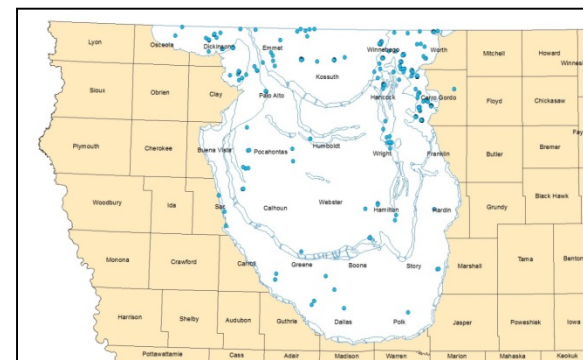 Lyon Osceola Dickinson Emmet Winnebago Worth Mitchell Howard Winnes
Kossuth
Sioux Obrien Clay Palo Alto Hancock Cerro Gordo Floyd Chickasaw
Plymouth Cherokee Buena Vista Pocahontas Humboldt Wright Franklin Butler Bremer Fay
Woodbury Ida Sac Calhoun Webster Hamilton Hardin Grundy Black Hawk
Monona Crawford Carroll Greene Boone Story Marshall Tama Benton
Harrison Shelby Audubon Guthrie Dallas Polk Jasper Poweshiek Iowa
Pottawattamie Cass Adair Madison Warren Marion Mahaska Keokuk